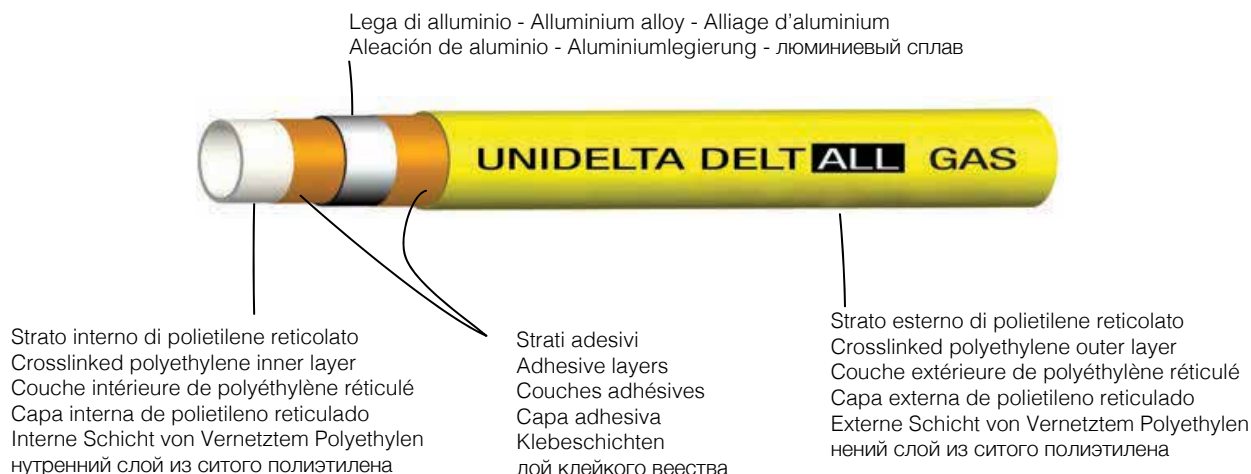 Lega di alluminio - Alluminium alloy - Alliage d'aluminium
Aleación de aluminio - Aluminiumlegierung - люминиевый сплав
UNIDELTA DELTALL GAS
Strato interno di polietilene reticolato
Crosslinked polyethylene inner layer
Couche intérieure de polyéthylène réticulé
Capa interna de polietileno reticulado
Interne Schicht von Vernetztem Polyethylen
нутренний слой из ситого полиэтилена
Strati adesivi
Adhesive layers
Couches adhésives
Capa adhesiva
Klebeschichten
лой клейкого веества
Strato esterno di polietilene reticolato
Crosslinked polyethylene outer layer
Couche extérieure de polyéthylène réticulé
Capa externa de polietileno reticulado
Externe Schicht von Vernetztem Polyethylen
нений слой из ситого полиэтилена